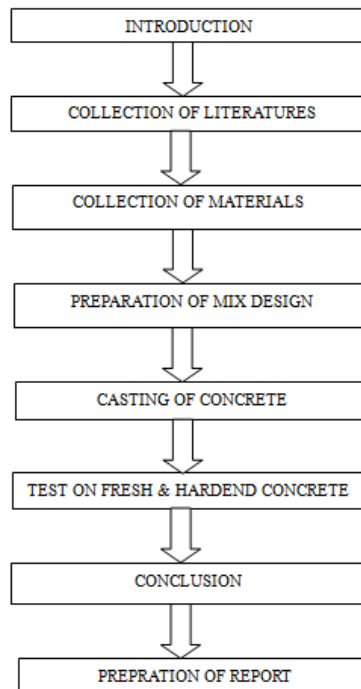 INTRODUCTION
COLLECTION OF LITERATURES
COLLECTION OF MATERIALS
PREPARATION OF MIX DESIGN
CASTING OF CONCRETE
TEST ON FRESH & HARDEND CONCRETE
CONCLUSION
PREPRATION OF REPORT